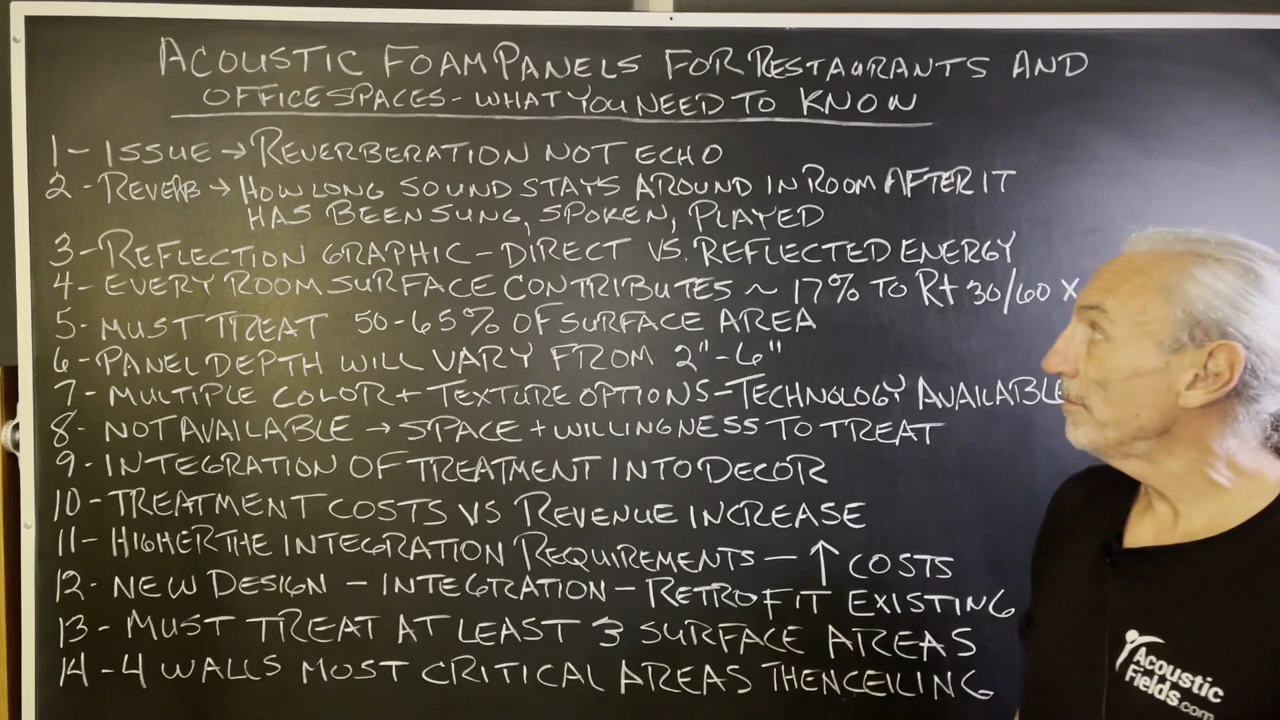 ACOUSTIC FOAM PANELS FOR RESTAURANTS AND
OFFICE SPACES - WHAT YOU NEED TO KNOW
1 - ISSUE → REVERBERATION NOT ECHO
2 - REVERB → HOW LONG SOUND STAYS AROUND IN ROOM AFTER IT
HAS BEEN SUNG, SPOKEN, PLAYED
3 - REFLECTION GRAPHIC - DIRECT VS. REFLECTED ENERGY
4 - EVERY ROOM SURFACE CONTRIBUTES ~ 17% TO Rt 30/60 X
5 - MUST TREAT 50-65% OF SURFACE AREA
6 - PANEL DEPTH WILL VARY FROM 2" - 6"
7 - MULTIPLE COLOR + TEXTURE OPTIONS - TECHNOLOGY AVAILABLE
8 - NOT AVAILABLE → SPACE + WILLINGNESS TO TREAT
9 - INTEGRATION OF TREATMENT INTO DECOR
10 - TREATMENT COSTS VS REVENUE INCREASE
11 - HIGHER THE INTEGRATION REQUIREMENTS - ↑ COSTS
12 - NEW DESIGN - INTEGRATION - RETROFIT EXISTING
13 - MUST TREAT AT LEAST 3 SURFACE AREAS
14 - 4 WALLS MOST CRITICAL AREAS THEN CEILING
Acoustic
Fields.com